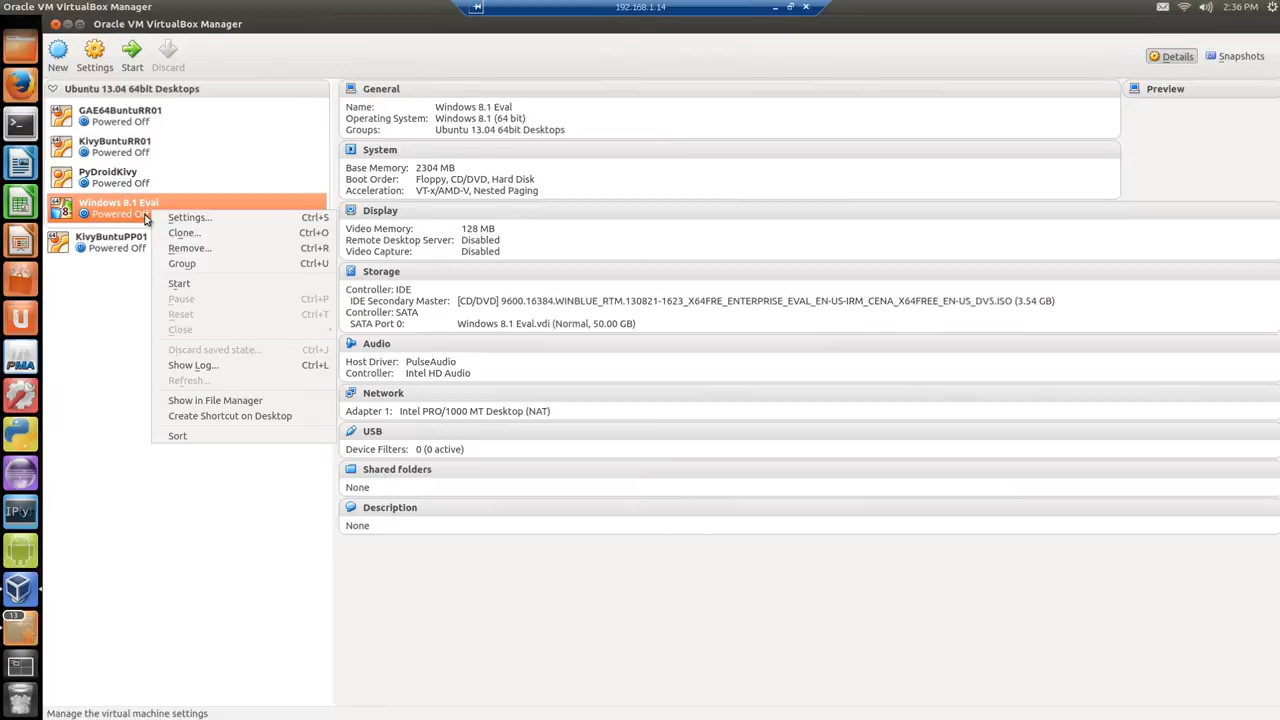 Oracle VM VirtualBox Manager
192.168.1.14
2:36 PM
Oracle VM VirtualBox Manager
New
Settings
Start
Discard
Details
Snapshots
Ubuntu 13.04 64bit Desktops
GAE64BuntuRR01
Powered Off
KivyBuntuRR01
Powered Off
PyDroidKivy
Powered Off
Windows 8.1 Eval
Powered Off
KivyBuntuPP01
Powered Off
Settings... Ctrl+S
Clone... Ctrl+O
Remove... Ctrl+R
Group Ctrl+U
Start
Pause Ctrl+P
Reset Ctrl+T
Close
Discard saved state... Ctrl+J
Show Log... Ctrl+L
Refresh...
Show in File Manager
Create Shortcut on Desktop
Sort
General
Name: Windows 8.1 Eval
Operating System: Windows 8.1 (64 bit)
Groups: Ubuntu 13.04 64bit Desktops
System
Base Memory: 2304 MB
Boot Order: Floppy, CD/DVD, Hard Disk
Acceleration: VT-x/AMD-V, Nested Paging
Display
Video Memory: 128 MB
Remote Desktop Server: Disabled
Video Capture: Disabled
Storage
Controller: IDE
IDE Secondary Master: [CD/DVD] 9600.16384.WINBLUE_RTM.130821-1623_X64FRE_ENTERPRISE_EVAL_EN-US-IRM_CENA_X64FREE_EN-US_DV5.ISO (3.54 GB)
Controller: SATA
SATA Port 0: Windows 8.1 Eval.vdi (Normal, 50.00 GB)
Audio
Host Driver: PulseAudio
Controller: Intel HD Audio
Network
Adapter 1: Intel PRO/1000 MT Desktop (NAT)
USB
Device Filters: 0 (0 active)
Shared folders
None
Description
None
Preview
U
PMA
IP[y]
13
Manage the virtual machine settings